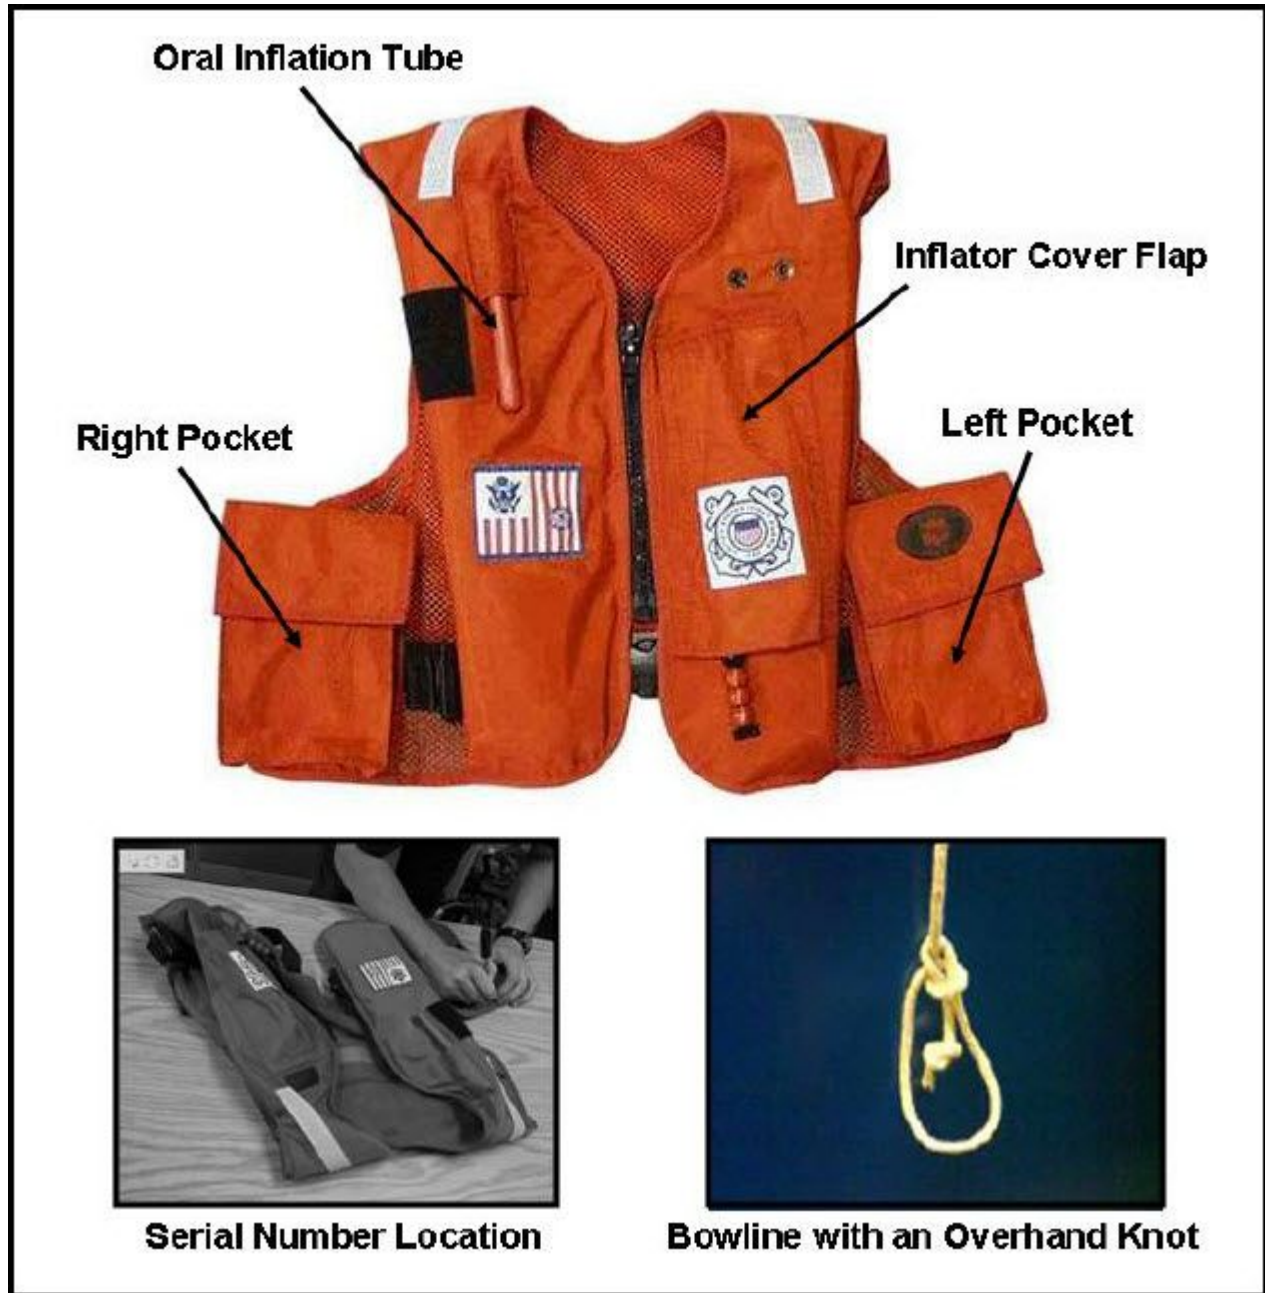 Oral Inflation Tube
Inflator Cover Flap
Left Pocket
Right Pocket
Serial Number Location
Bowline with an Overhand Knot